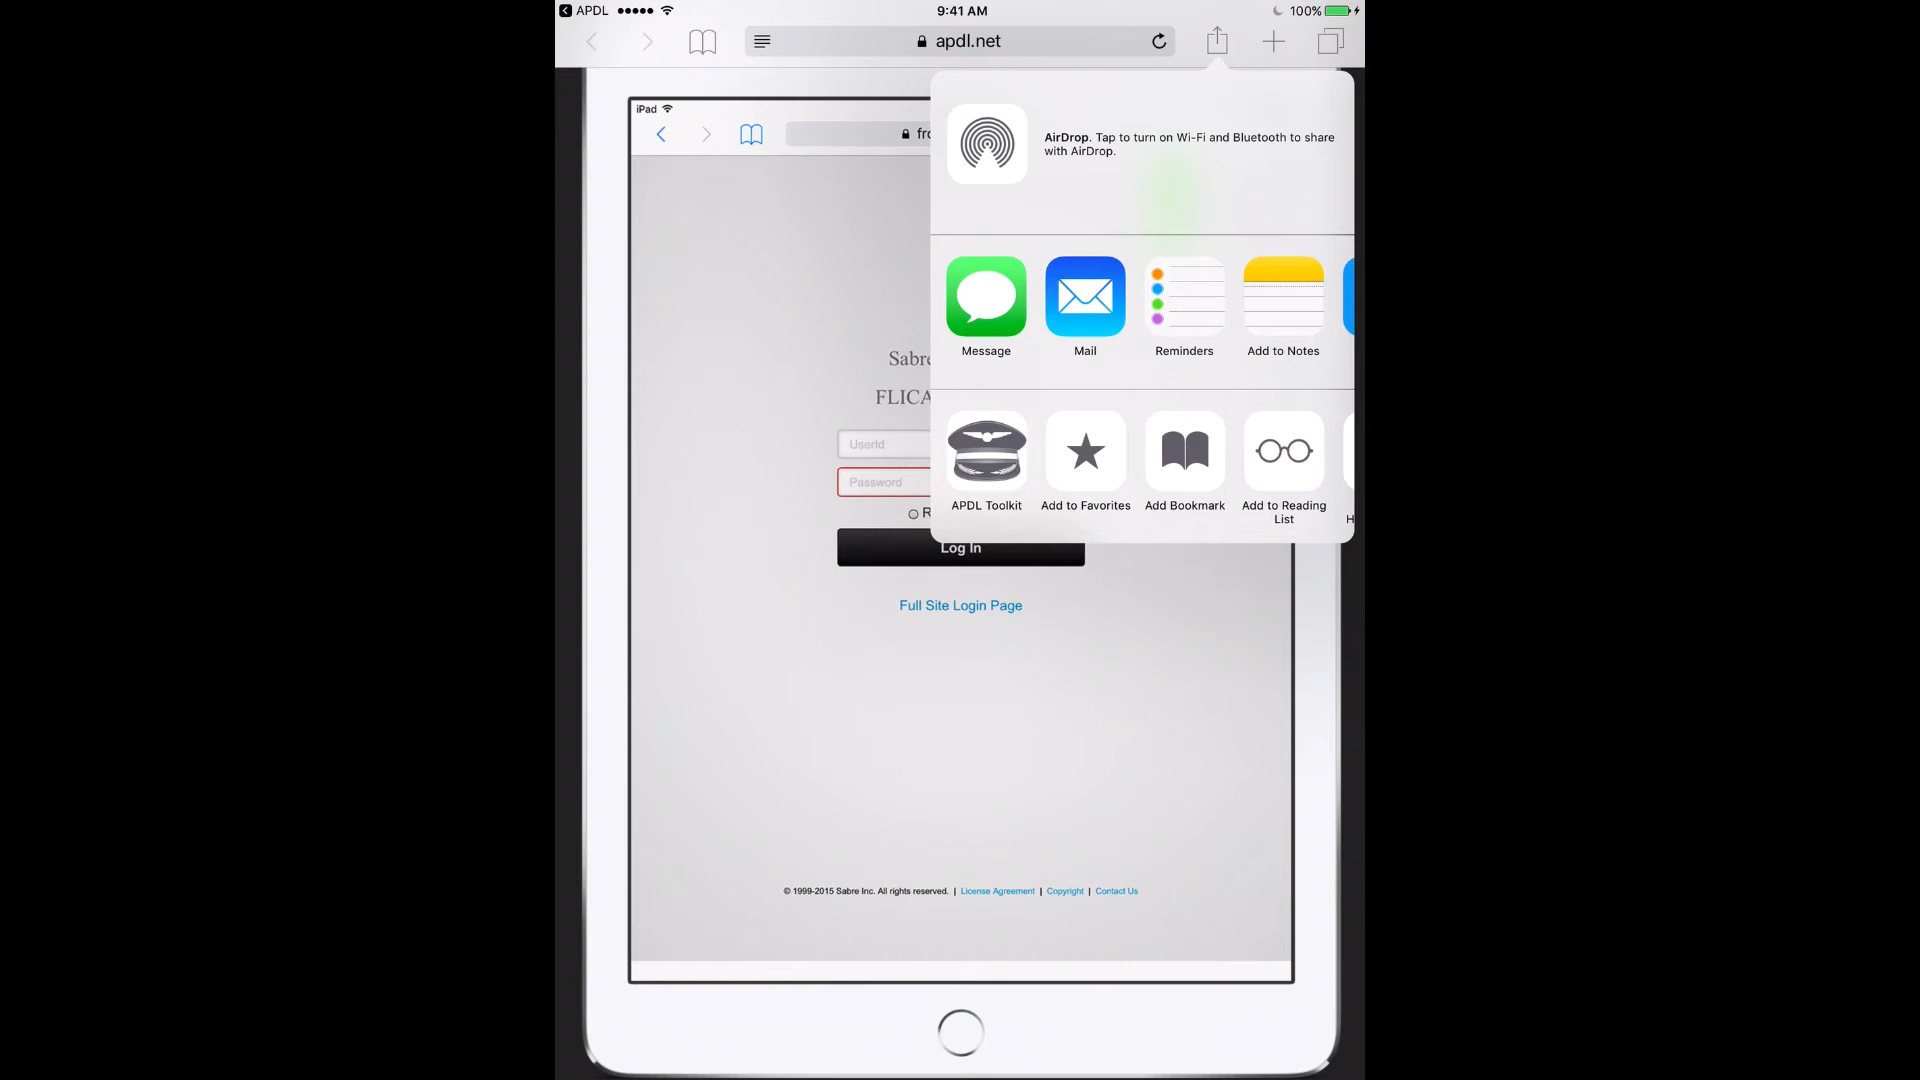 APDL
9:41 AM
100%
apdl.net
iPad
AirDrop. Tap to turn on Wi-Fi and Bluetooth to share
with AirDrop.
Message
Mail
Reminders
Add to Notes
APDL Toolkit
Add to Favorites
Add Bookmark
Add to Reading
List
Sabre
FLICA
UserId
Password
Log In
Full Site Login Page
© 1999-2015 Sabre Inc. All rights reserved. | License Agreement | Copyright | Contact Us